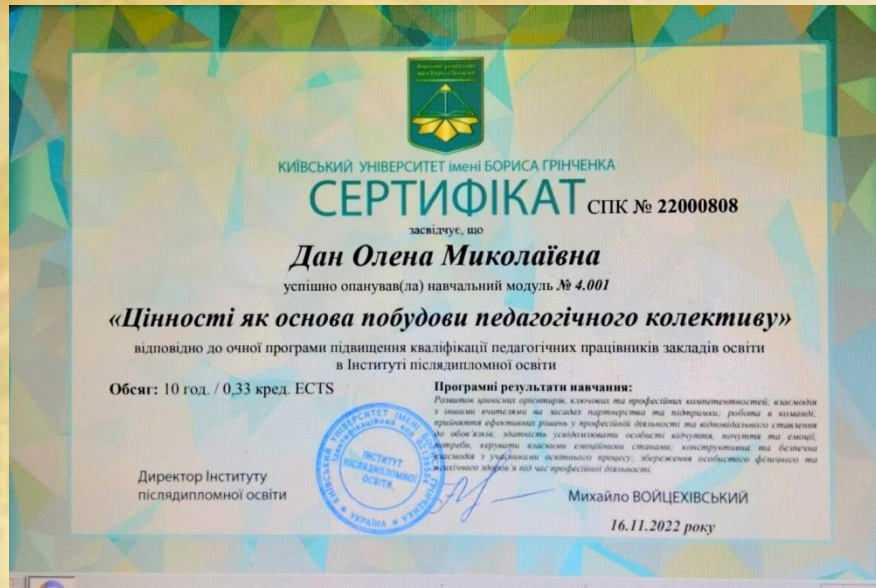 КИЇВСЬКИЙ УНІВЕРСИТЕТ імені БОРИСА ГРІНЧЕНКА
СЕРТИФІКАТ СПК № 22000808
засвідчує, що
Дан Олена Миколаївна
успішно опанував(ла) навчальний модуль № 4.001
«Цінності як основа побудови педагогічного колективу»
відповідно до очної програми підвищення кваліфікації педагогічних працівників закладів освіти
в Інституті післядипломної освіти
Обсяг: 10 год. / 0,33 кред. ECTS
Програмні результати навчання:
Розвиток ціннісних орієнтирів, ключових та професійних компетентностей; взаємодія
з іншими вчителями на засадах партнерства та підтримки; робота в команді;
прийняття ефективних рішень у професійній діяльності та відповідального ставлення
до обов'язків, здатність усвідомлювати особисті відчуття, почуття та емоції,
потреби, керувати власними емоційними станами; конструктивна та безпечна
взаємодія з учасниками освітнього процесу; збереження особистого фізичного та
психічного здоров'я під час професійної діяльності.
ІНСТИТУТ
ПІСЛЯДИПЛОМНОЇ
ОСВІТИ
УКРАЇНА
Директор Інституту
післядипломної освіти
Михайло ВОЙЦЕХІВСЬКИЙ
16.11.2022 року